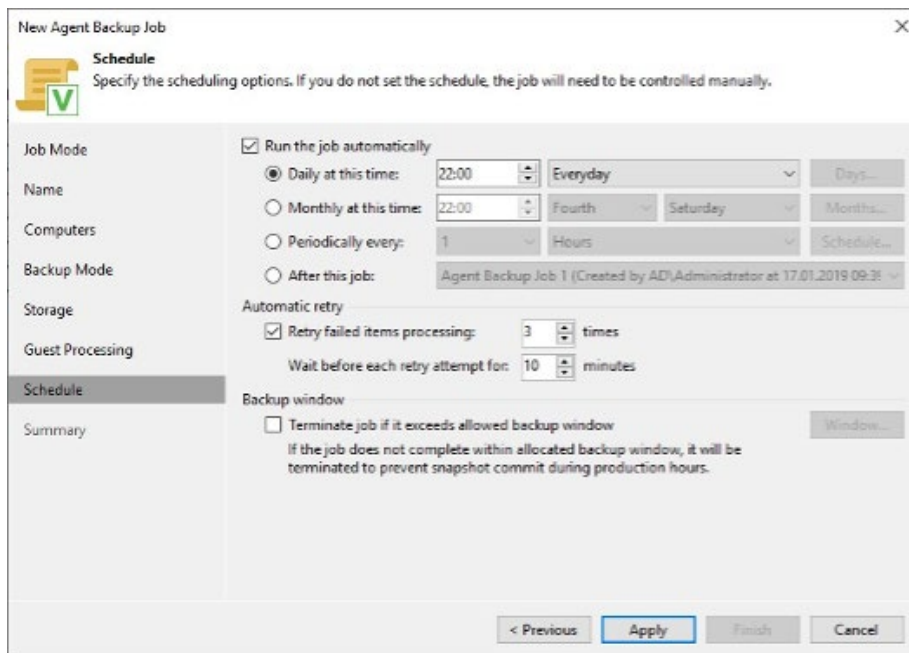 New Agent Backup Job
Schedule
Specify the scheduling options. If you do not set the schedule, the job will need to be controlled manually.
Job Mode
Name
Computers
Backup Mode
Storage
Guest Processing
Schedule
Summary
Run the job automatically
Daily at this time: 22:00 Everyday Days...
Monthly at this time: 22:00 Fourth Saturday Months...
Periodically every: 1 Hours Schedule...
After this job: Agent Backup Job 1 (Created by AD\Administrator at 17.01.2019 09:
Automatic retry
Retry failed items processing: 3 times
Wait before each retry attempt for: 10 minutes
Backup window
Terminate job if it exceeds allowed backup window Window...
If the job does not complete within allocated backup window, it will be
terminated to prevent snapshot commit during production hours.
< Previous Apply Finish Cancel